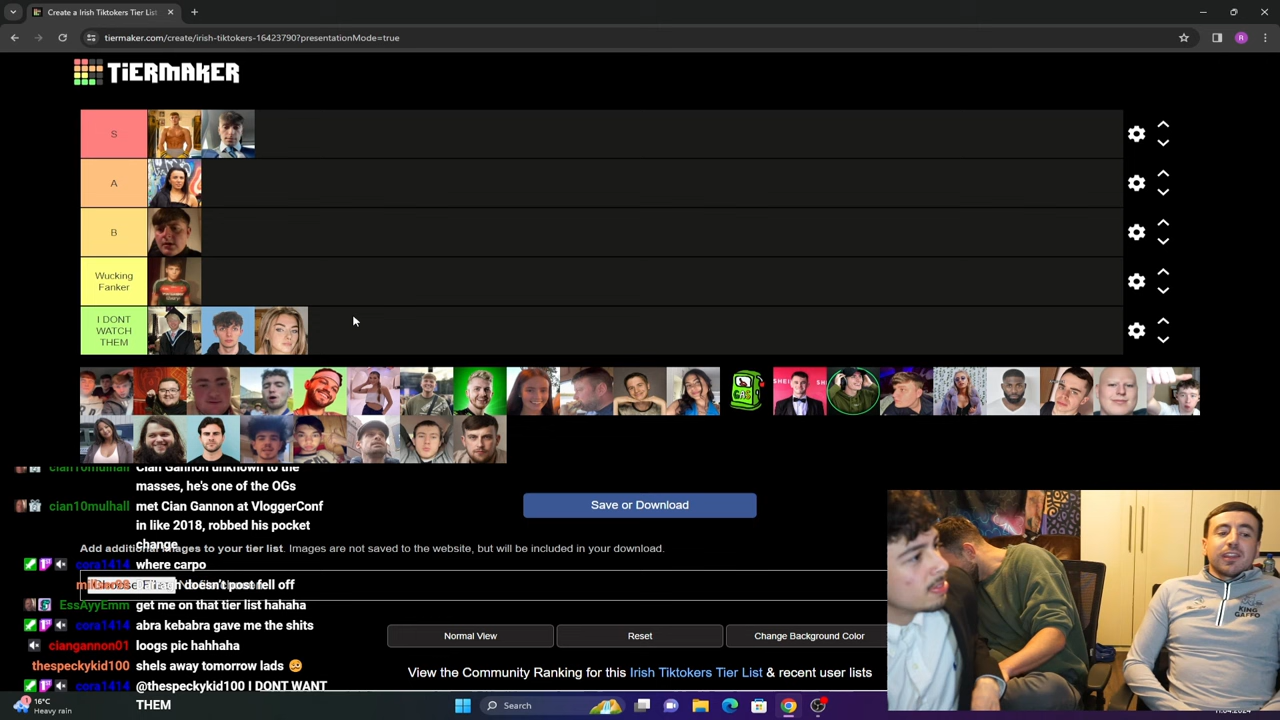 Create a Irish Tiktokers Tier List
tiermaker.com/create/irish-tiktokers-16423790?presentationMode=true
TiERMAKER
S
A
B
Wucking
Fanker
I DONT
WATCH
THEM
SHEIN
cian10mulhall Cian Gannon unknown to the
masses, he's one of the OGs
cian10mulhall met Cian Gannon at VloggerConf
in like 2018, robbed his pocket
change
Save or Download
Add additional images to your tier list. Images are not saved to the website, but will be included in your download.
cora1414 where carpo
doesn't post fell off
EssAyyEmm get me on that tier list hahaha
cora1414 abra kebabra gave me the shits
ciangannon01 loogs pic hahhaha
thespeckykid100 shels away tomorrow lads
cora1414 @thespeckykid100 I DONT WANT
THEM
Normal View
Reset
Change Background Color
View the Community Ranking for this Irish Tiktokers Tier List & recent user lists
KING
GAFFO
16°C
Heavy rain
Search
11.04.2024